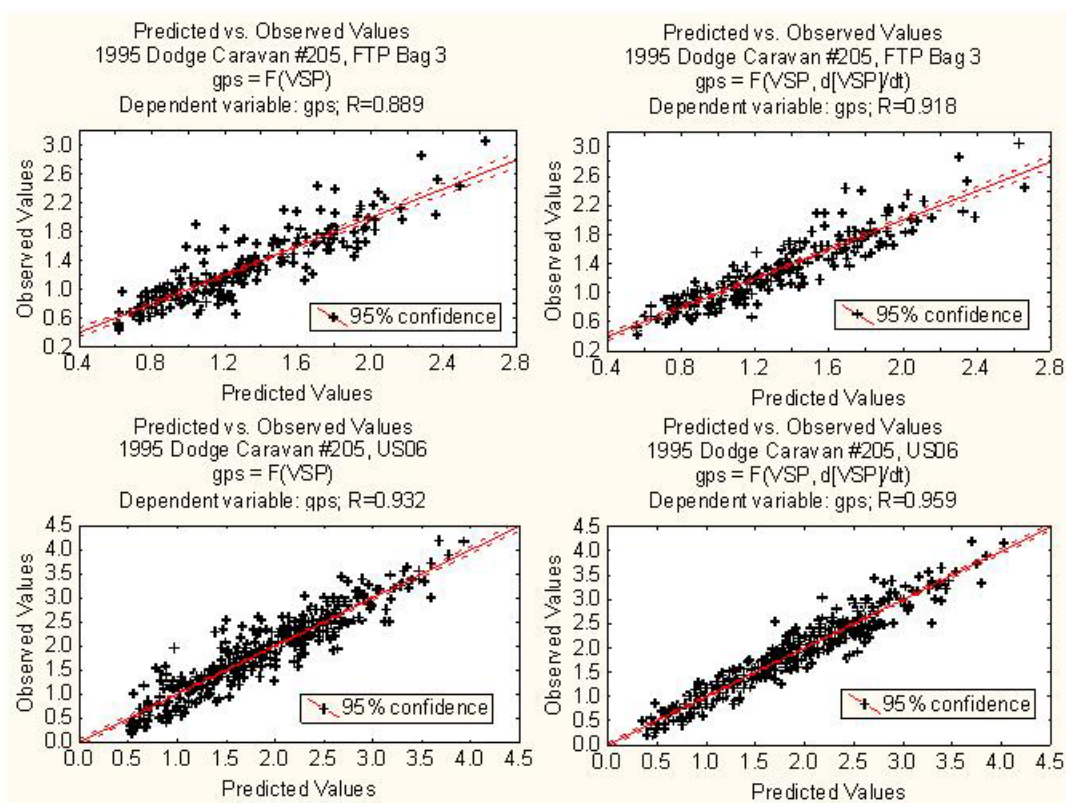 Predicted vs. Observed Values
1995 Dodge Caravan #205, FTP Bag 3
gps = F(VSP)
Dependent variable: gps; R=0.889
Observed Values
3.0
2.6
2.2
1.8
1.4
1.0
0.6
0.2
95% confidence
0.4 0.8 1.2 1.6 2.0 2.4 2.8
Predicted Values
Predicted vs. Observed Values
1995 Dodge Caravan #205, FTP Bag 3
gps = F(VSP, d[VSP]/dt)
Dependent variable: gps; R=0.918
Observed Values
3.0
2.6
2.2
1.8
1.4
1.0
0.6
0.2
95% confidence
0.4 0.8 1.2 1.6 2.0 2.4 2.8
Predicted Values
Predicted vs. Observed Values
1995 Dodge Caravan #205, US06
gps = F(VSP)
Dependent variable: gps; R=0.932
Observed Values
4.5
4.0
3.5
3.0
2.5
2.0
1.5
1.0
0.5
0.0
95% confidence
0.0 0.5 1.0 1.5 2.0 2.5 3.0 3.5 4.0 4.5
Predicted Values
Predicted vs. Observed Values
1995 Dodge Caravan #205, US06
gps = F(VSP, d[VSP]/dt)
Dependent variable: gps; R=0.959
Observed Values
4.5
4.0
3.5
3.0
2.5
2.0
1.5
1.0
0.5
0.0
95% confidence
0.0 0.5 1.0 1.5 2.0 2.5 3.0 3.5 4.0 4.5
Predicted Values